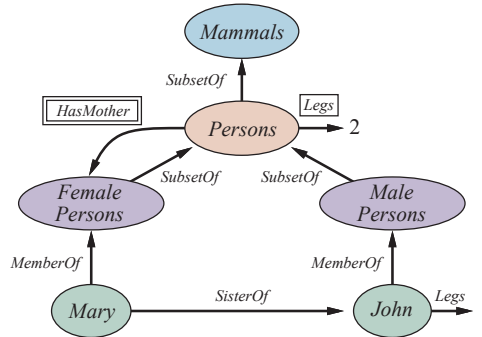 Mammals
SubsetOf
HasMother
Legs
Persons
2
SubsetOf
SubsetOf
Female
Persons
Male
Persons
MemberOf
MemberOf
Mary
SisterOf
John
Legs